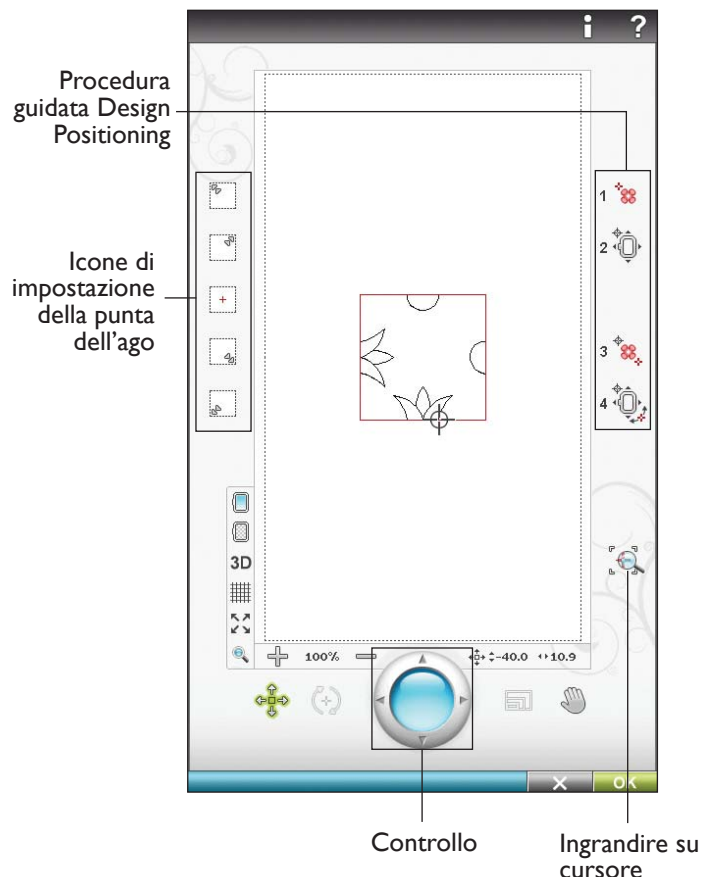 i ?
Procedura
guidata Design
Positioning
1
2
Icone di
impostazione
della punta
dell'ago
3
4
3D
100%
-40.0 10.9
OK
Controllo
Ingrandire su
cursore